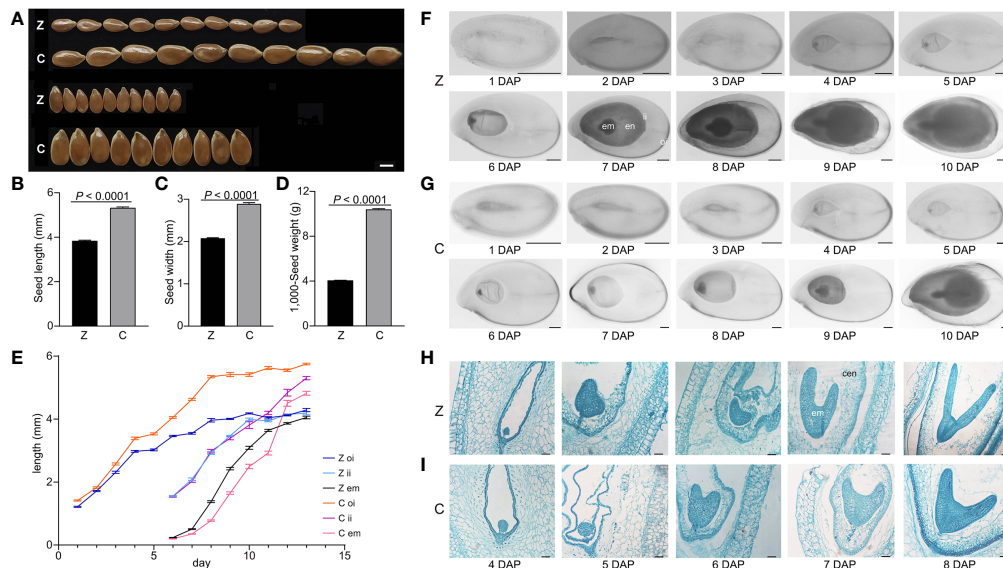 A
Z
C
Z
C
B
Seed length (mm)
6
4
2
0
P < 0.0001
Z C
C
Seed width (mm)
3
2
1
0
P < 0.0001
Z C
D
1,000-Seed weight (g)
12
8
4
0
P < 0.0001
Z C
E
length (mm)
6
4
2
0
0 5 10 15
day
Z oi
Z ii
Z em
C oi
C ii
C em
F
Z
1 DAP 2 DAP 3 DAP 4 DAP 5 DAP
em en ii oi
6 DAP 7 DAP 8 DAP 9 DAP 10 DAP
G
C
1 DAP 2 DAP 3 DAP 4 DAP 5 DAP
6 DAP 7 DAP 8 DAP 9 DAP 10 DAP
H
Z
em cen
I
C
4 DAP 5 DAP 6 DAP 7 DAP 8 DAP